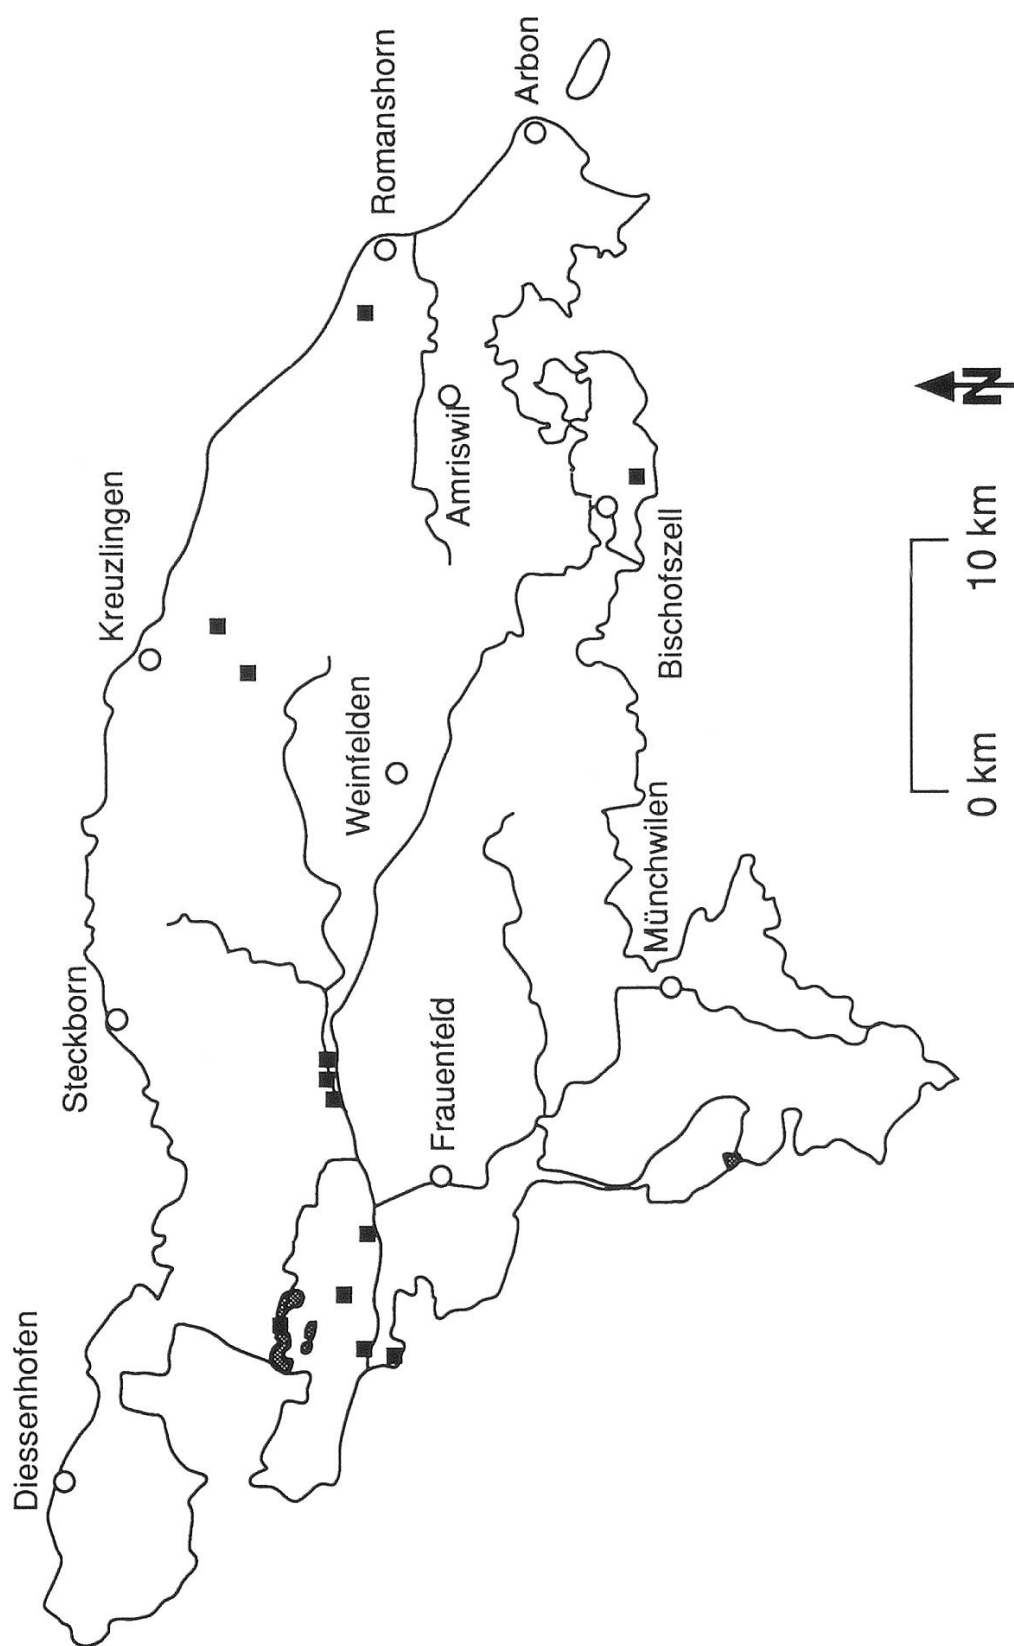 Diessenhofen
Steckborn
Kreuzlingen
Romanshorn
Arbon
Amriswil
Weinfelden
Frauenfeld
Bischofszell
Münchwilen
0 km
10 km
N